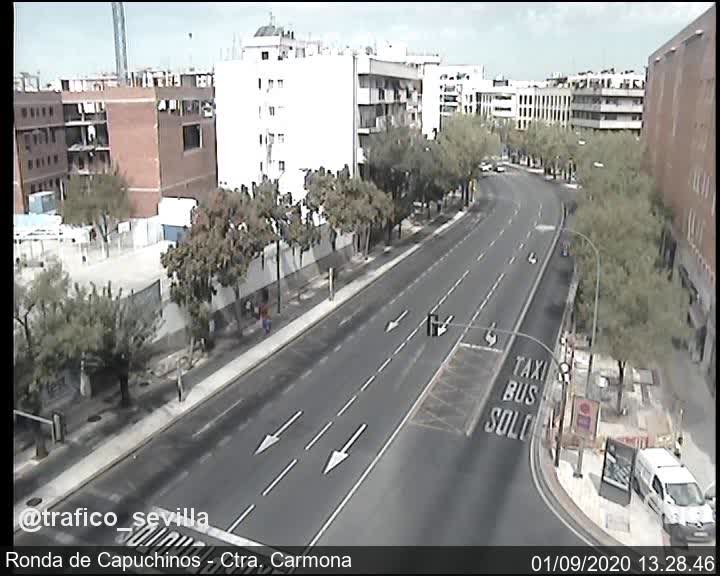 TAXI
BUS
SOLO
@trafico_sevilla
Ronda de Capuchinos - Ctra. Carmona
01/09/2020 13.28.46